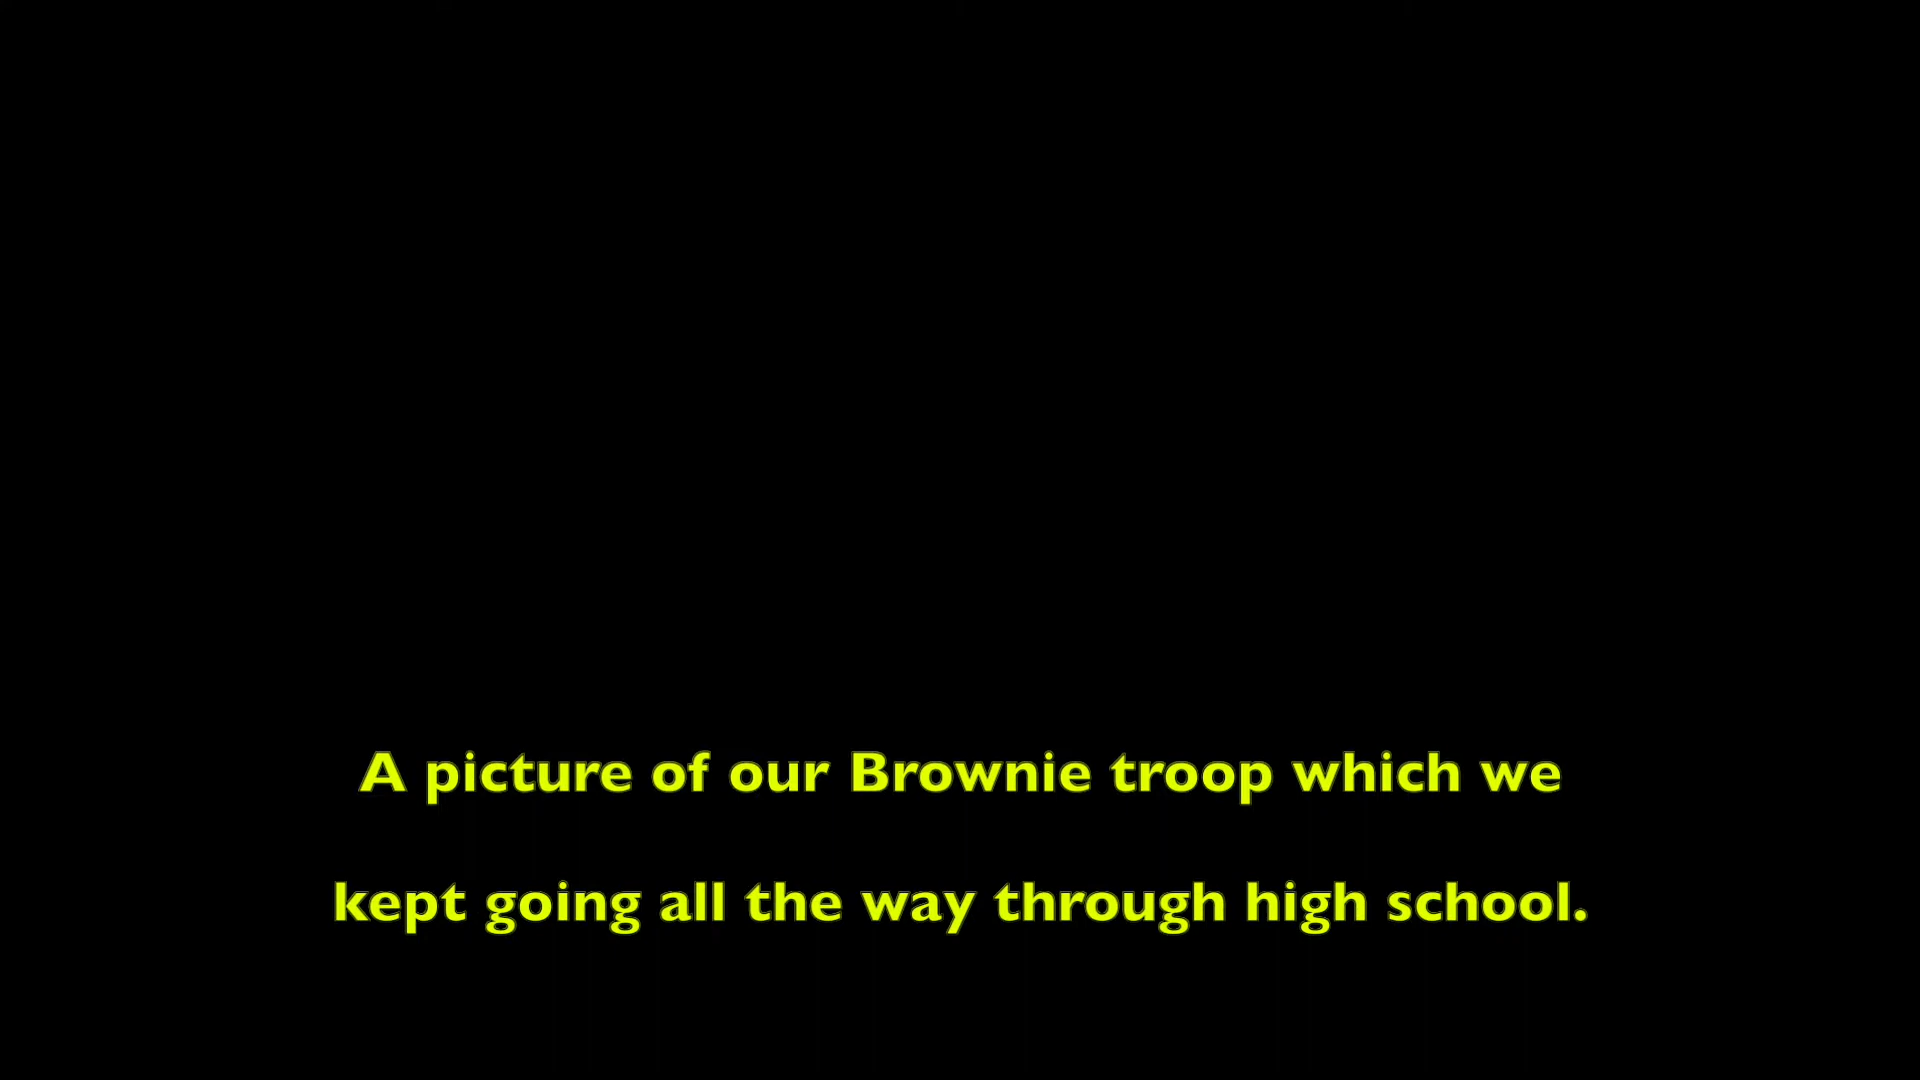 A picture of our Brownie troop which we
kept going all the way through high school.